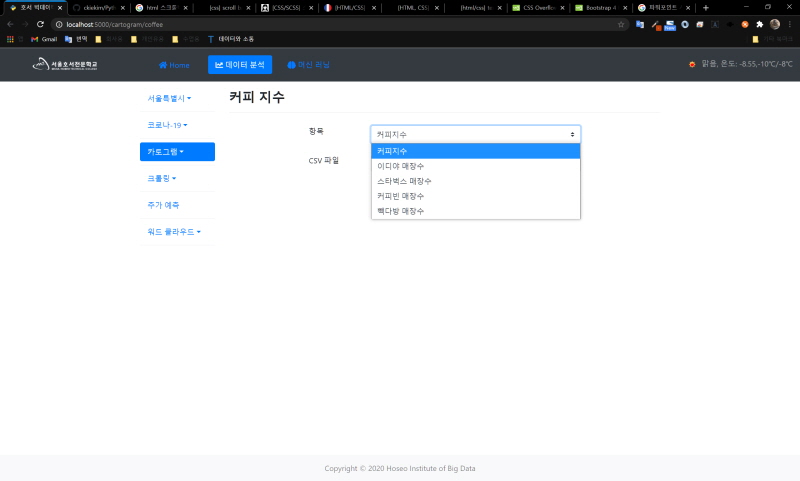 호서 빅데이
ckiekim/Pyt
html 스크롤
[css] scroll b
[CSS/SCSS]
[HTML/CSS]
[HTML, CSS]
[html/css] te
CSS Overflow
Bootstrap 4
파워포인트
localhost:5000/cartogram/coffee
Gmail
번역
데이터와 소통
서울호서전문학교
Home
데이터 분석
머신 러닝
맑음, 온도: -8.55,-10℃/-8℃
서울특별시
코로나-19
카토그램
크롤링
주가 예측
워드 클라우드
커피 지수
항목
커피지수
커피지수
이디야 매장수
스타벅스 매장수
커피빈 매장수
빽다방 매장수
CSV 파일
Copyright © 2020 Hoseo Institute of Big Data